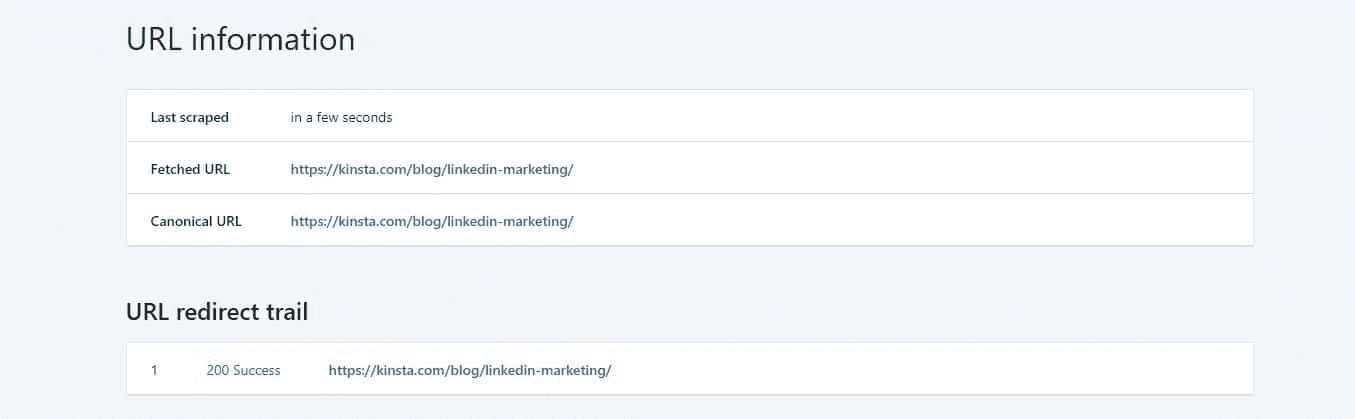 URL information
Last scraped in a few seconds
Fetched URL https://kinsta.com/blog/linkedin-marketing/
Canonical URL https://kinsta.com/blog/linkedin-marketing/
URL redirect trail
1 200 Success https://kinsta.com/blog/linkedin-marketing/